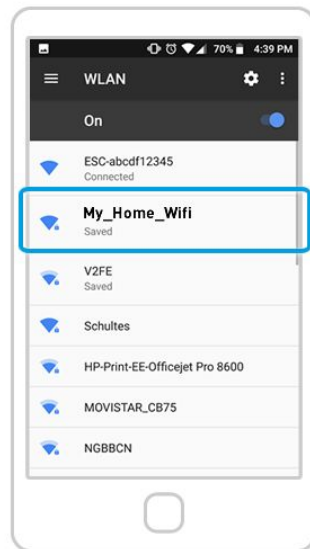 70% 4:39 PM
WLAN
On
ESC-abcdf12345
Connected
My_Home_Wifi
Saved
V2FE
Saved
Schultes
HP-Print-EE-Officejet Pro 8600
MOVISTAR_CB75
NGBBCN